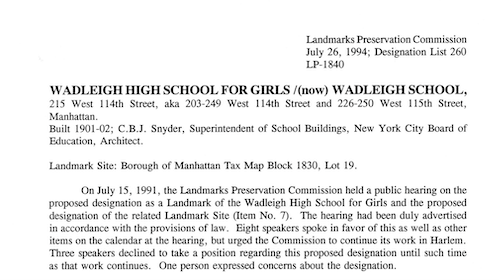 Landmarks Preservation Commission
July 26, 1994; Designation List 260
LP-1840
WADLEIGH HIGH SCHOOL FOR GIRLS /(now) WADLEIGH SCHOOL,
215 West 114th Street, aka 203-249 West 114th Street and 226-250 West 115th Street,
Manhattan.
Built 1901-02; C.B.J. Snyder, Superintendent of School Buildings, New York City Board of
Education, Architect.
Landmark Site: Borough of Manhattan Tax Map Block 1830, Lot 19.
On July 15, 1991, the Landmarks Preservation Commission held a public hearing on the
proposed designation as a Landmark of the Wadleigh High School for Girls and the proposed
designation of the related Landmark Site (Item No. 7). The hearing had been duly advertised
in accordance with the provisions of law. Eight speakers spoke in favor of this as well as other
items on the calendar at the hearing, but urged the Commission to continue its work in Harlem.
Three speakers declined to take a position regarding this proposed designation until such time
as that work continues. One person expressed concerns about the designation.